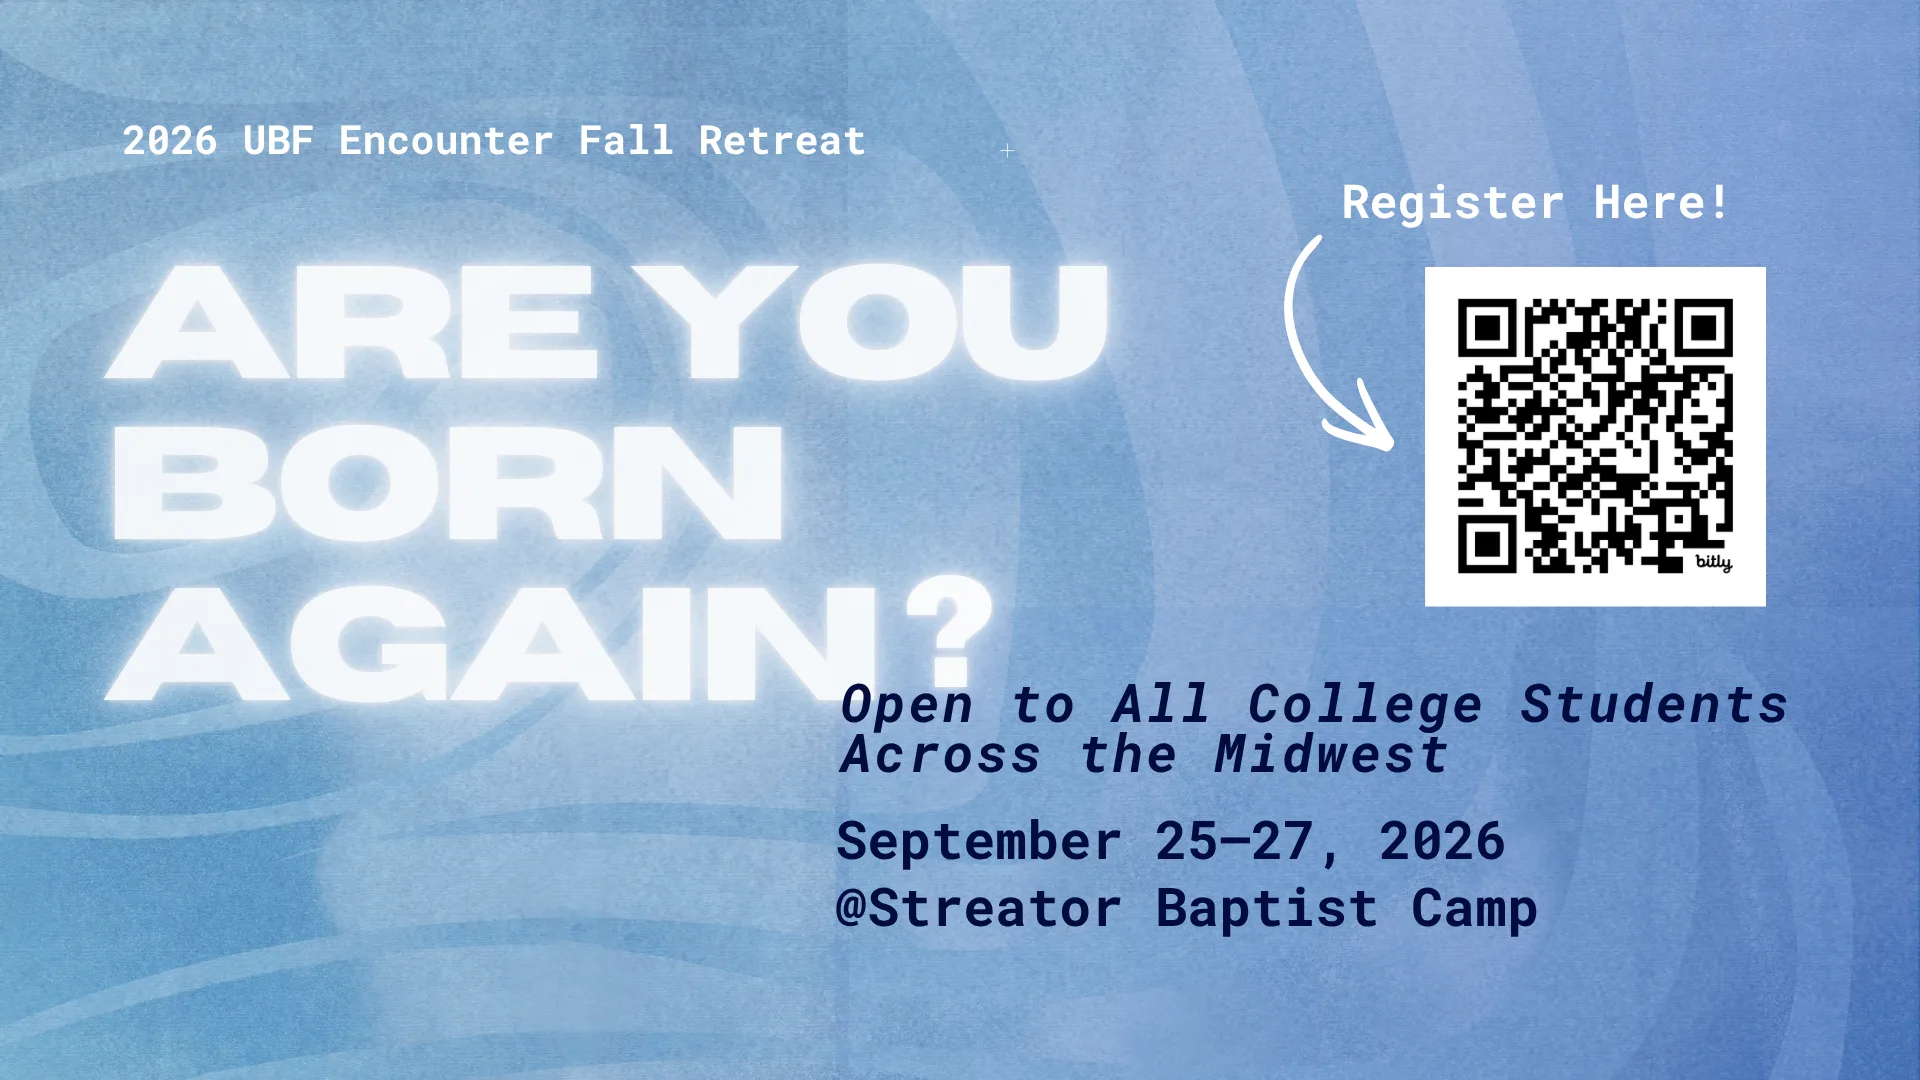 2026 UBF Encounter Fall Retreat
Register Here!
ARE YOU
BORN
AGAIN?
bitly
Open to All College Students
Across the Midwest
September 25–27, 2026
@Streator Baptist Camp